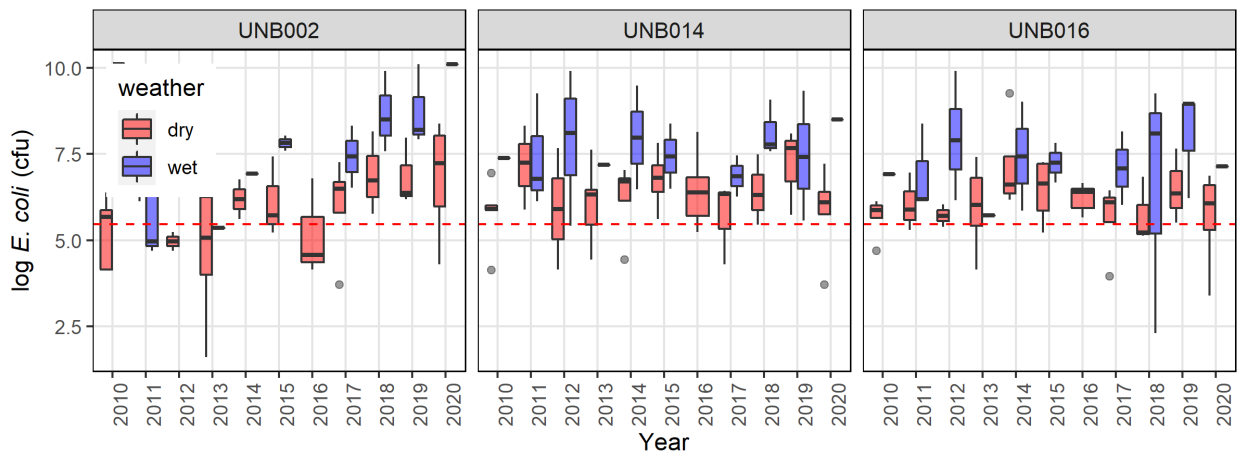 UNB002 UNB014 UNB016
weather
dry
wet
log E. coli (cfu)
10.0
7.5
5.0
2.5
2010 2011 2012 2013 2014 2015 2016 2017 2018 2019 2020 2010 2011 2012 2013 2014 2015 2016 2017 2018 2019 2020 2010 2011 2012 2013 2014 2015 2016 2017 2018 2019 2020
Year